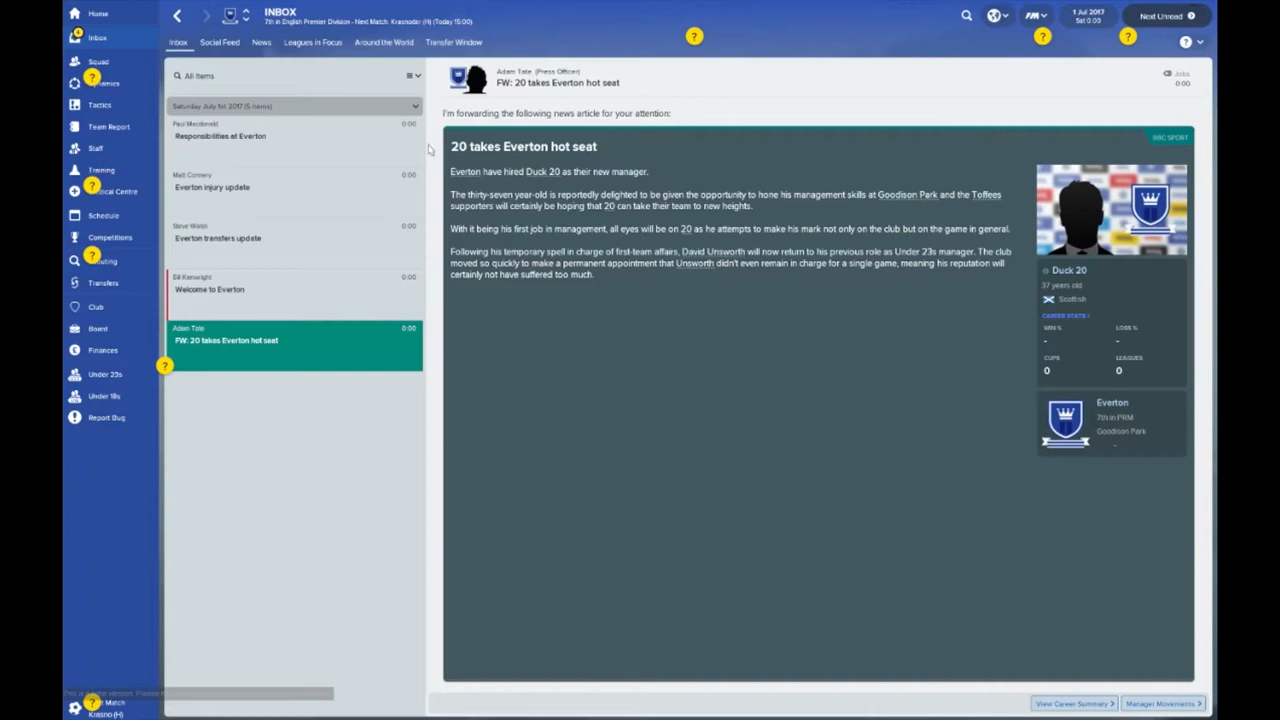 Home
INBOX
7th in English Premier Division - Next Match: Krasnodar (H) (Today 15:00)
FM
1 Jul 2017
Sat 0:00
Next Unread
Inbox
Inbox
Social Feed
News
Leagues in Focus
Around the World
Transfer Window
Squad
Tactics
Team Report
Staff
Training
Schedule
Competitions
Transfers
Club
Board
Finances
Under 23s
Under 18s
Report Bug
Krasno (H)
All Items
Saturday July 1st 2017 (5 items)
Paul Macdonald 0:00
Responsibilities at Everton
Matt Connery 0:00
Everton injury update
Steve Walsh 0:00
Everton transfers update
Bill Kenwright 0:00
Welcome to Everton
Adam Tate 0:00
FW: 20 takes Everton hot seat
Adam Tate (Press Officer)
FW: 20 takes Everton hot seat
Jobs
0:00
I'm forwarding the following news article for your attention:
BBC SPORT
20 takes Everton hot seat
Everton have hired Duck 20 as their new manager.
The thirty-seven year-old is reportedly delighted to be given the opportunity to hone his management skills at Goodison Park and the Toffees
supporters will certainly be hoping that 20 can take their team to new heights.
With it being his first job in management, all eyes will be on 20 as he attempts to make his mark not only on the club but on the game in general.
Following his temporary spell in charge of first-team affairs, David Unsworth will now return to his previous role as Under 23s manager. The club
moved so quickly to make a permanent appointment that Unsworth didn't even remain in charge for a single game, meaning his reputation will
certainly not have suffered too much.
Duck 20
37 years old
Scottish
CAREER STATS >
WIN % LOSS %
- -
CUPS LEAGUES
0 0
Everton
7th in PRM
Goodison Park
-
View Career Summary >
Manager Movements >